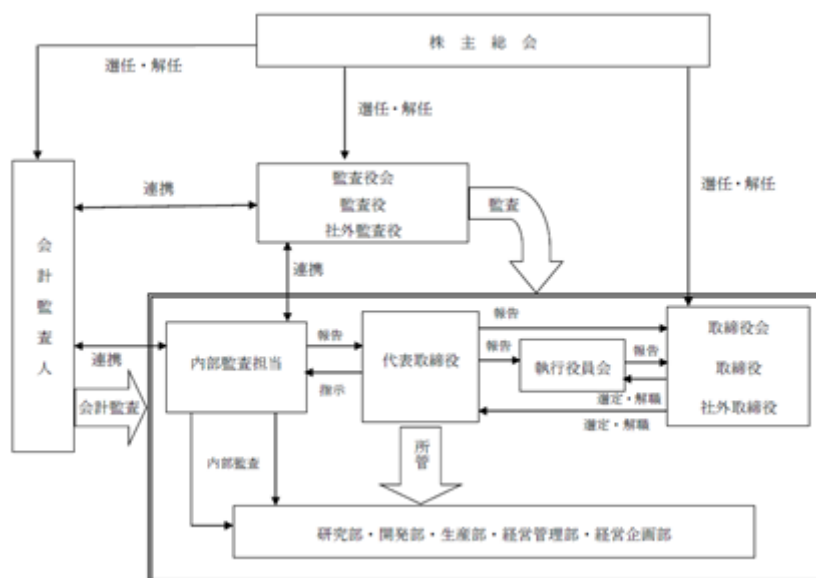 株主総会
選任・解任
選任・解任
選任・解任
監査役会
監査役
社外監査役
連携
監査
会計監査人
連携
連携
会計監査
内部監査担当
報告
指示
代表取締役
報告
報告
執行役員会
報告
選定・解職
選定・解職
取締役会
取締役
社外取締役
内部監査
所管
研究部・開発部・生産部・経営管理部・経営企画部